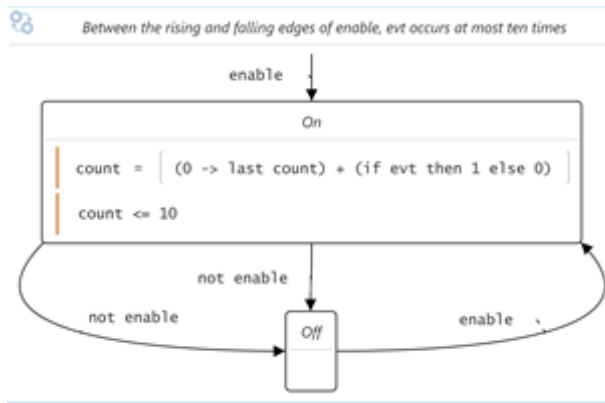 Between the rising and falling edges of enable, evt occurs at most ten times
enable
On
count = (0 -> last count) + (if evt then 1 else 0)
count <= 10
not enable
not enable
enable
Off